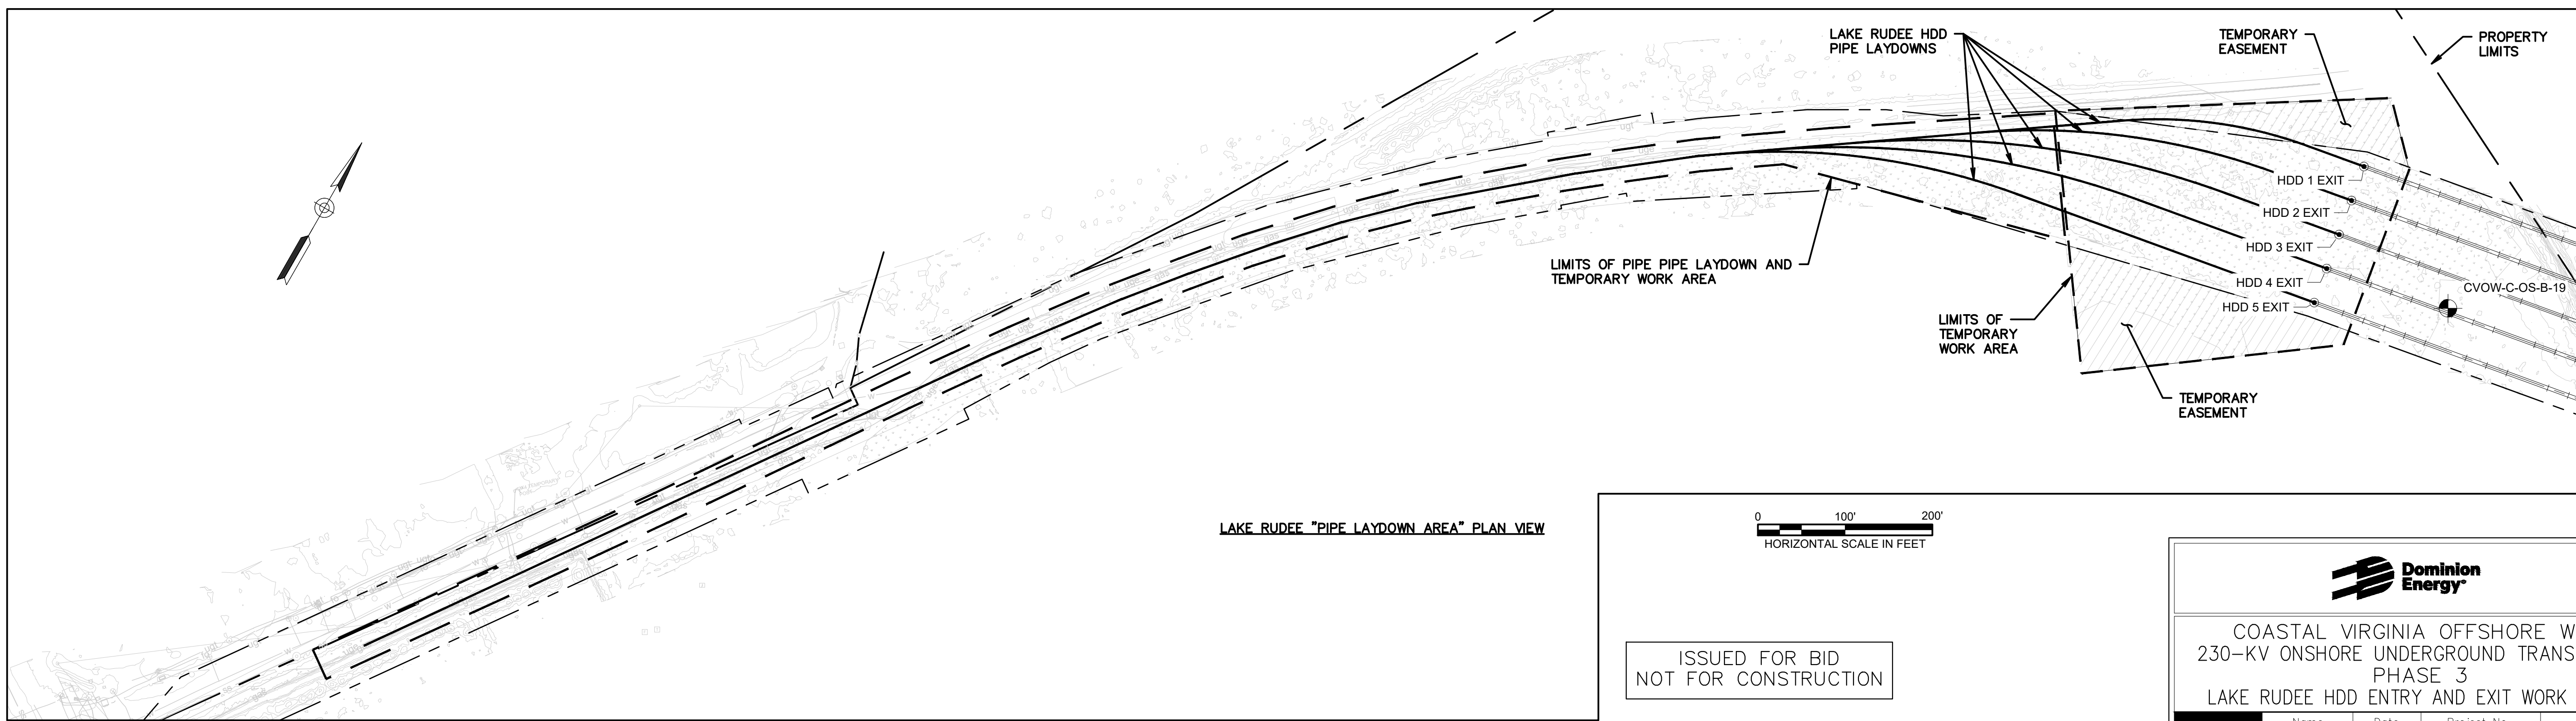 LAKE RUDEE HDD
PIPE LAYDOWNS
TEMPORARY
EASEMENT
PROPERTY
LIMITS
HDD 1 EXIT
HDD 2 EXIT
HDD 3 EXIT
HDD 4 EXIT
HDD 5 EXIT
CVOW-C-OS-B-19
LIMITS OF PIPE PIPE LAYDOWN AND
TEMPORARY WORK AREA
LIMITS OF
TEMPORARY
WORK AREA
TEMPORARY
EASEMENT
LAKE RUDEE "PIPE LAYDOWN AREA" PLAN VIEW
0 100' 200'
HORIZONTAL SCALE IN FEET
ISSUED FOR BID
NOT FOR CONSTRUCTION
Dominion
Energy®
COASTAL VIRGINIA OFFSHORE W
230-KV ONSHORE UNDERGROUND TRANS
PHASE 3
LAKE RUDEE HDD ENTRY AND EXIT WORK